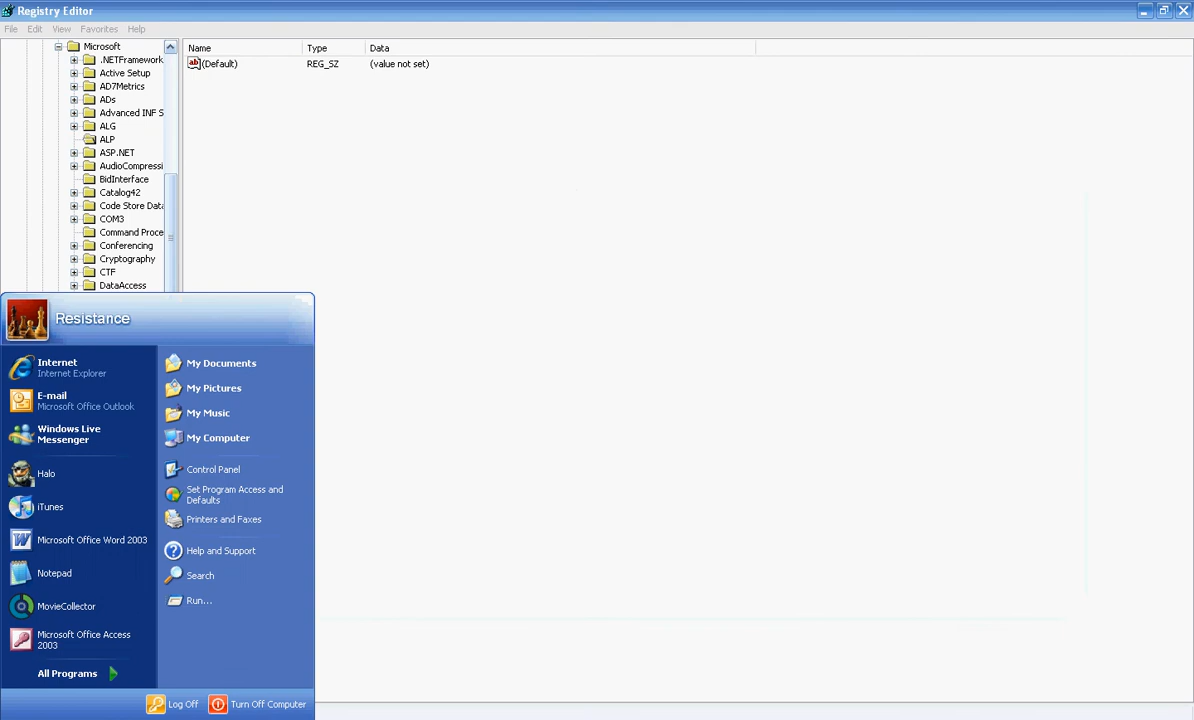 Registry Editor
File Edit View Favorites Help
Name Type Data
(Default) REG_SZ (value not set)
Microsoft
.NETFramework
Active Setup
AD7Metrics
ADs
Advanced INF S
ALG
ALP
ASP.NET
AudioCompressi
BidInterface
Catalog42
Code Store Data
COM3
Command Proce
Conferencing
Cryptography
CTF
DataAccess
Resistance
Internet
Internet Explorer
E-mail
Microsoft Office Outlook
Windows Live
Messenger
Halo
iTunes
Microsoft Office Word 2003
Notepad
MovieCollector
Microsoft Office Access
2003
All Programs
My Documents
My Pictures
My Music
My Computer
Control Panel
Set Program Access and
Defaults
Printers and Faxes
Help and Support
Search
Run...
Log Off Turn Off Computer